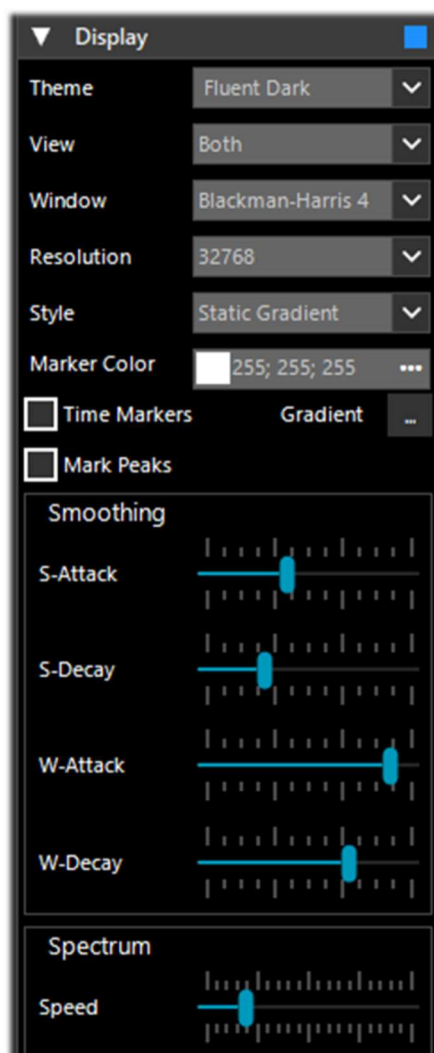 Display
Theme Fluent Dark
View Both
Window Blackman-Harris 4
Resolution 32768
Style Static Gradient
Marker Color 255; 255; 255 •••
Time Markers Gradient ...
Mark Peaks
Smoothing
S-Attack
S-Decay
W-Attack
W-Decay
Spectrum
Speed